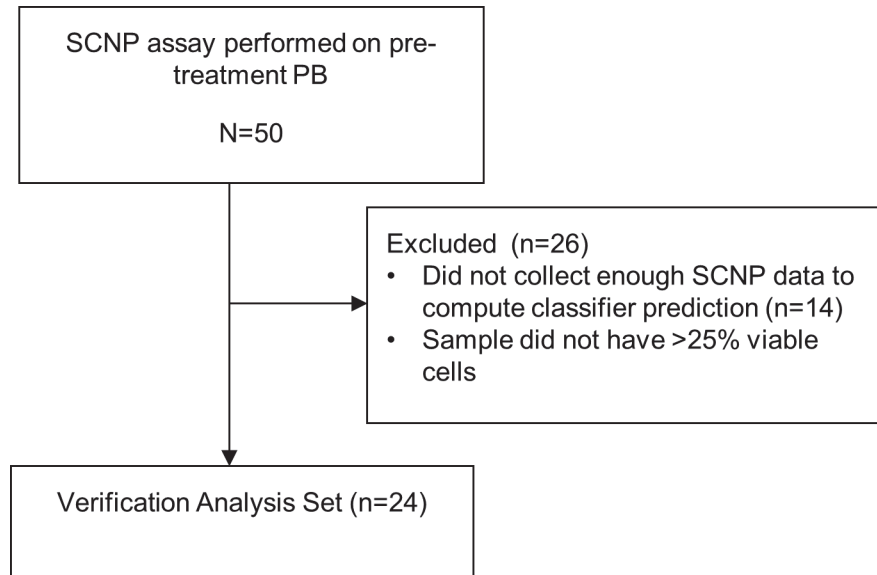 SCNP assay performed on pre-
treatment PB
N=50
Excluded  (n=26)
• Did not collect enough SCNP data to
compute classifier prediction (n=14)
• Sample did not have >25% viable
cells
Verification Analysis Set (n=24)